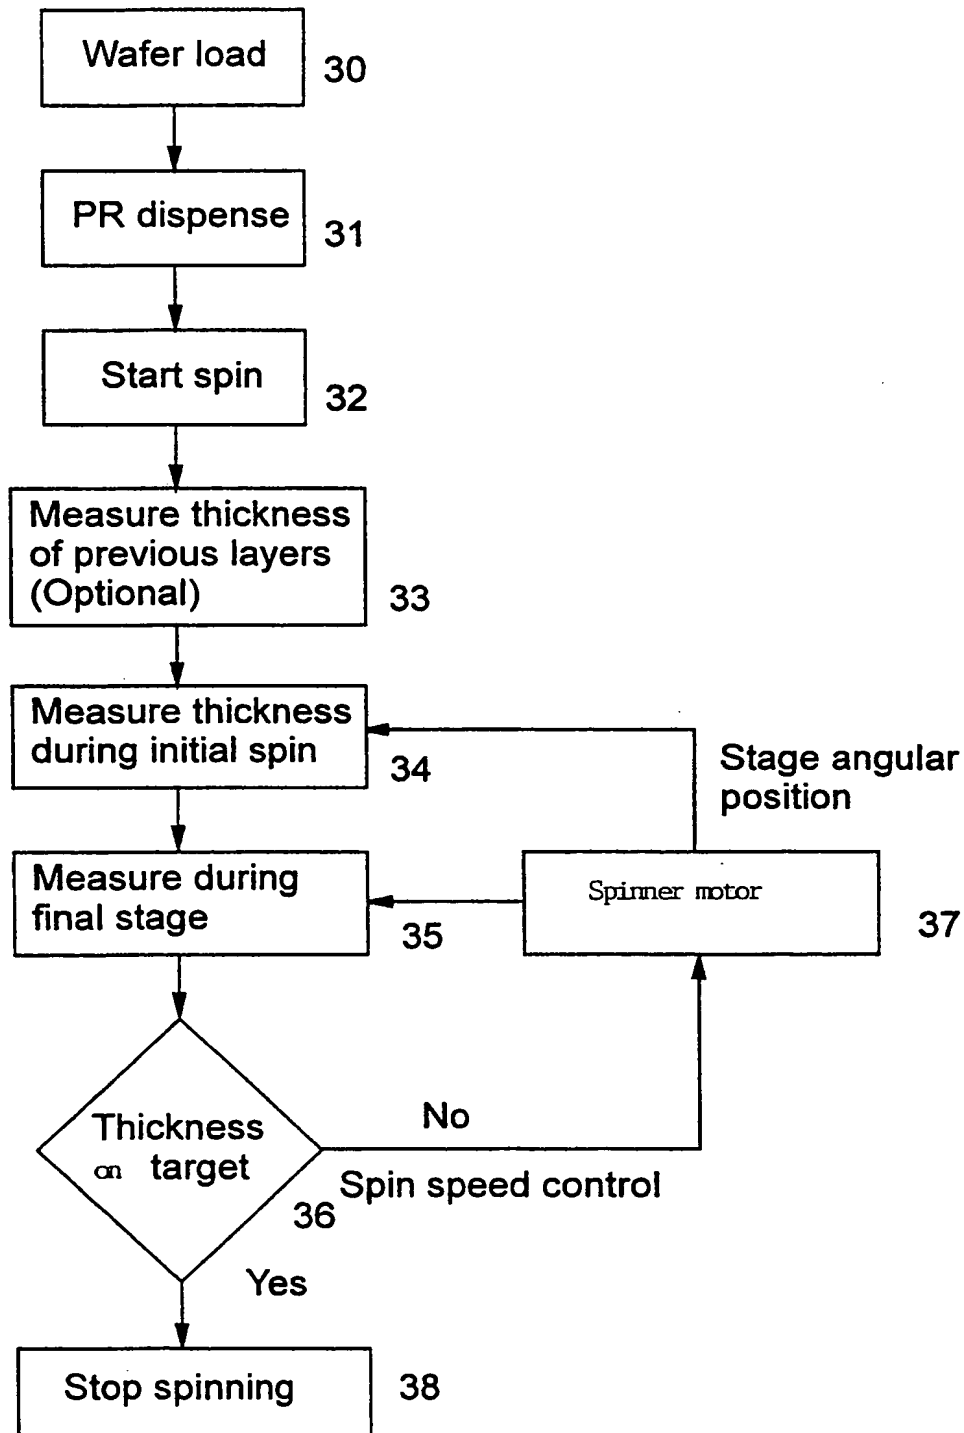 Wafer load
30
PR dispense
31
Start spin
32
Measure thickness
of previous layers
(Optional)
33
Measure thickness
during initial spin
34
Stage angular
position
Measure during
final stage
35
Spinner motor
37
Thickness
on target
36
No
Spin speed control
Yes
Stop spinning
38